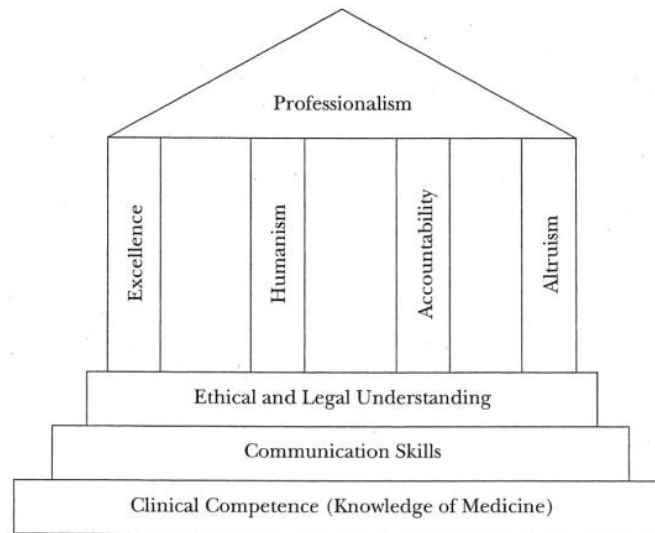 Professionalism
Excellence
Humanism
Accountability
Altruism
Ethical and Legal Understanding
Communication Skills
Clinical Competence (Knowledge of Medicine)